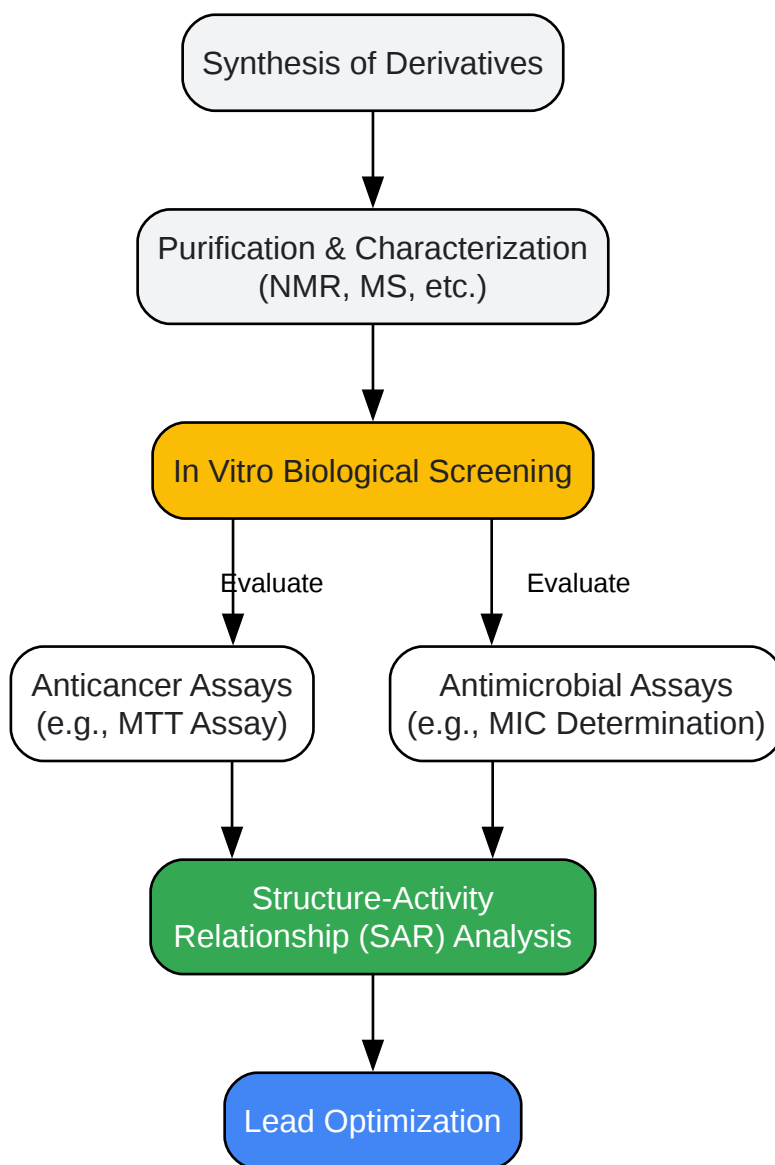 Synthesis of Derivatives
Purification & Characterization
(NMR, MS, etc.)
In Vitro Biological Screening
Evaluate
Evaluate
Anticancer Assays
(e.g., MTT Assay)
Antimicrobial Assays
(e.g., MIC Determination)
Structure-Activity
Relationship (SAR) Analysis
Lead Optimization